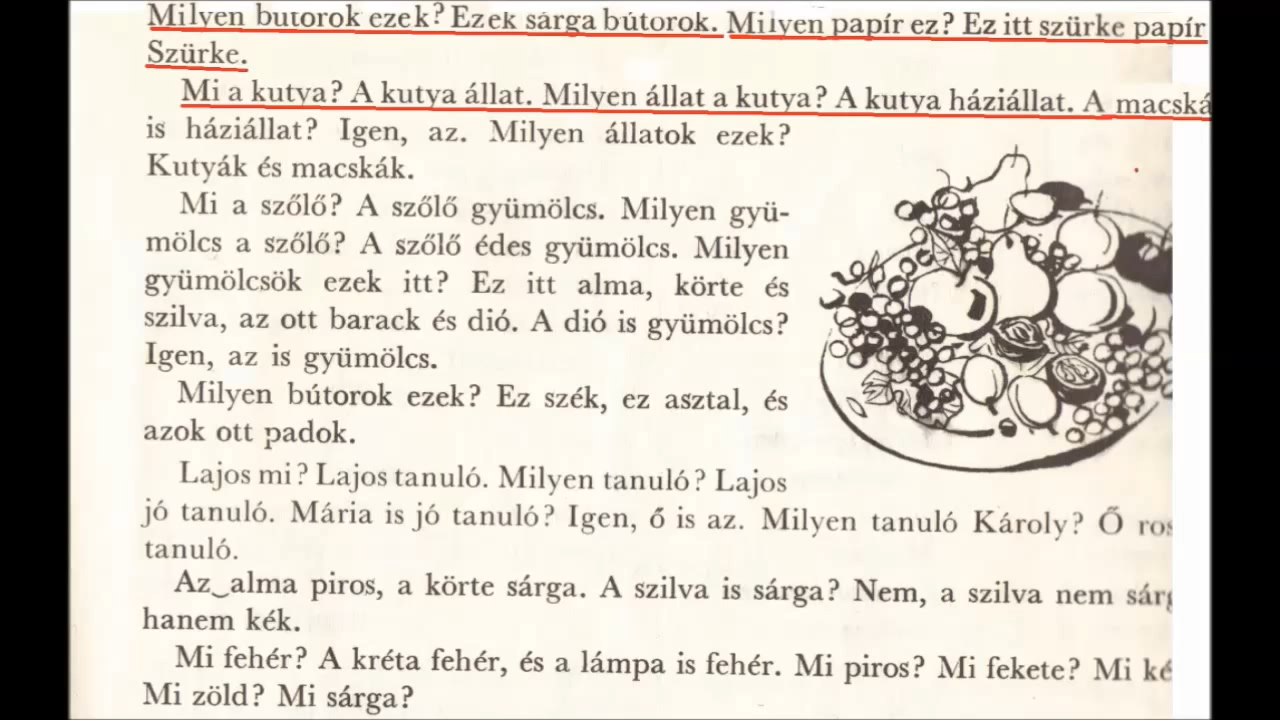 Milyen butorok ezek? Ezek sárga bútorok. Milyen papír ez? Ez itt szürke papír
Szürke.
Mi a kutya? A kutya állat. Milyen állat a kutya? A kutya háziállat. A macská
is háziállat? Igen, az. Milyen állatok ezek?
Kutyák és macskák.
Mi a szőlő? A szőlő gyümölcs. Milyen gyü-
mölcs a szőlő? A szőlő édes gyümölcs. Milyen
gyümölcsök ezek itt? Ez itt alma, körte és
szilva, az ott barack és dió. A dió is gyümölcs?
Igen, az is gyümölcs.
Milyen bútorok ezek? Ez szék, ez asztal, és
azok ott padok.
Lajos mi? Lajos tanuló. Milyen tanuló? Lajos
jó tanuló. Mária is jó tanuló? Igen, ő is az. Milyen tanuló Károly? Ő ros
tanuló.
Az‿alma piros, a körte sárga. A szilva is sárga? Nem, a szilva nem sárg
hanem kék.
Mi fehér? A kréta fehér, és a lámpa is fehér. Mi piros? Mi fekete? Mi ké
Mi zöld? Mi sárga?